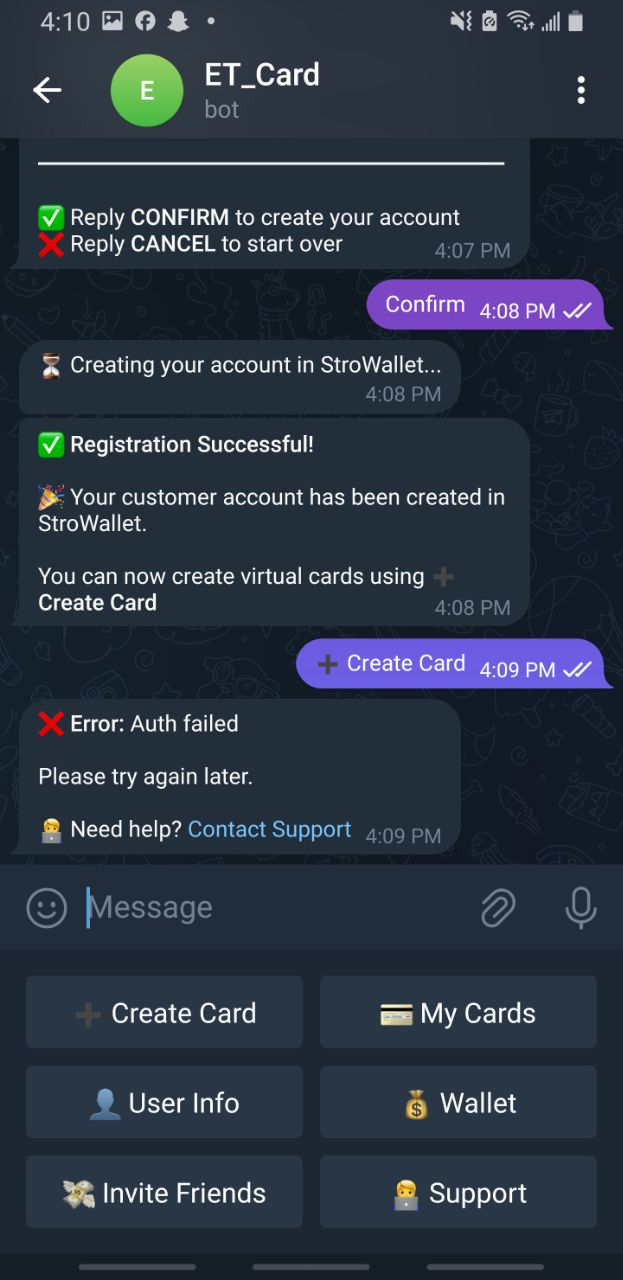 4:10
ET_Card
E
bot
✅ Reply CONFIRM to create your account
❌ Reply CANCEL to start over
4:07 PM
Confirm 4:08 PM
⏳ Creating your account in StroWallet...
4:08 PM
✅ Registration Successful!
🎉 Your customer account has been created in
StroWallet.
You can now create virtual cards using ➕
Create Card
4:08 PM
➕ Create Card 4:09 PM
❌ Error: Auth failed
Please try again later.
🧑‍💻 Need help? Contact Support 4:09 PM
Message
➕ Create Card
💳 My Cards
👤 User Info
💰 Wallet
💸 Invite Friends
🧑‍💻 Support